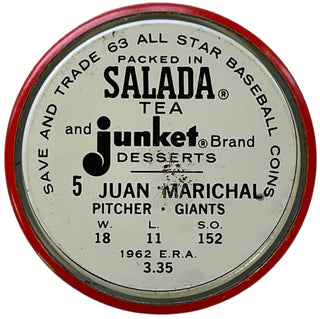 SAVE AND TRADE 63 ALL STAR BASEBALL COINS
PACKED IN
SALADA®
TEA
and junket® Brand
DESSERTS
5 JUAN MARICHAL
PITCHER · GIANTS
W. L. S.O.
18 11 152
1962 E.R.A.
3.35